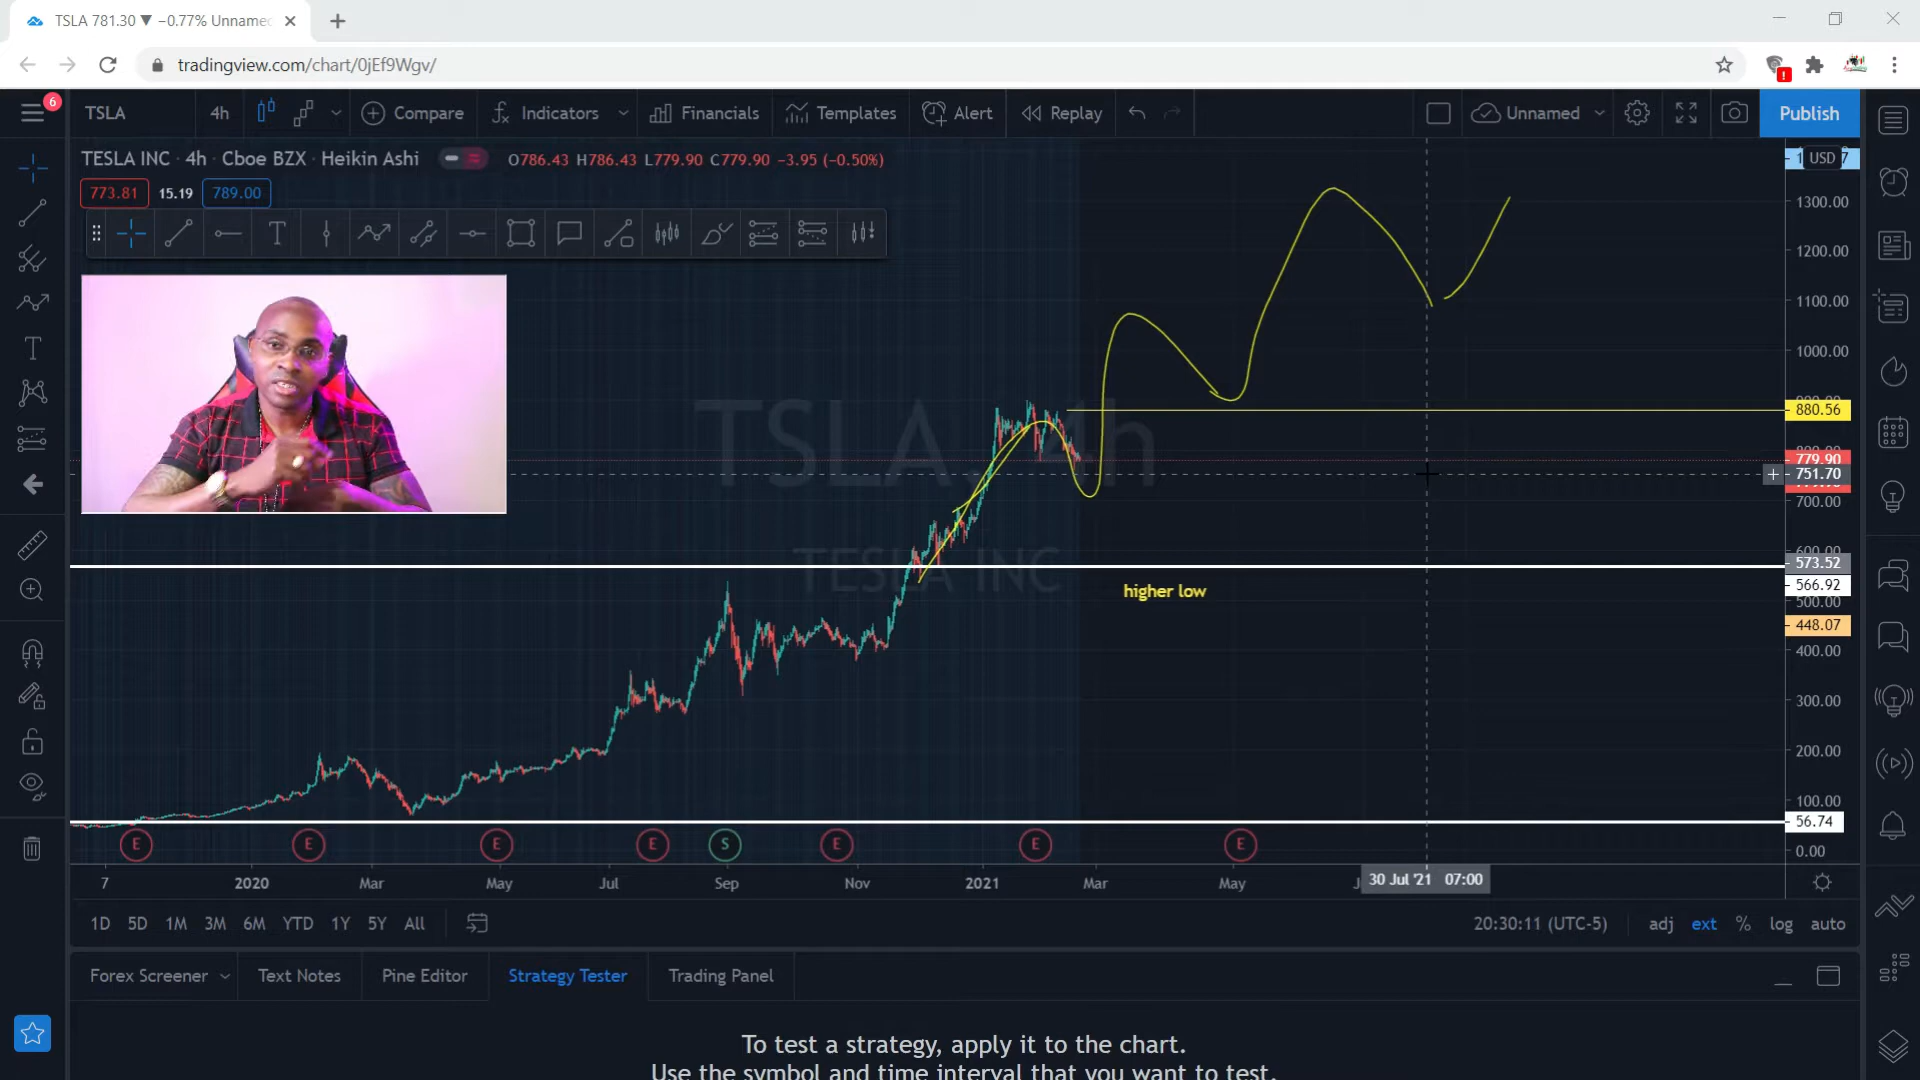 TSLA 781.30 ▼ −0.77% Unname
tradingview.com/chart/0jEf9Wgv/
6
TSLA 4h Compare Indicators Financials Templates Alert Replay Unnamed Publish
TESLA INC · 4h · Cboe BZX · Heikin Ashi O786.43 H786.43 L779.90 C779.90 −3.95 (−0.50%)
773.81 15.19 789.00
TSLA, 4h
TESLA INC
higher low
USD
1300.00
1200.00
1100.00
1000.00
880.56
779.90
751.70
700.00
600.00
573.52
566.92
500.00
448.07
400.00
300.00
200.00
100.00
56.74
0.00
E E E E S E E E
7 2020 Mar May Jul Sep Nov 2021 Mar May 30 Jul '21 07:00
1D 5D 1M 3M 6M YTD 1Y 5Y All 20:30:11 (UTC-5) adj ext % log auto
Forex Screener Text Notes Pine Editor Strategy Tester Trading Panel
To test a strategy, apply it to the chart.
Use the symbol and time interval that you want to test.